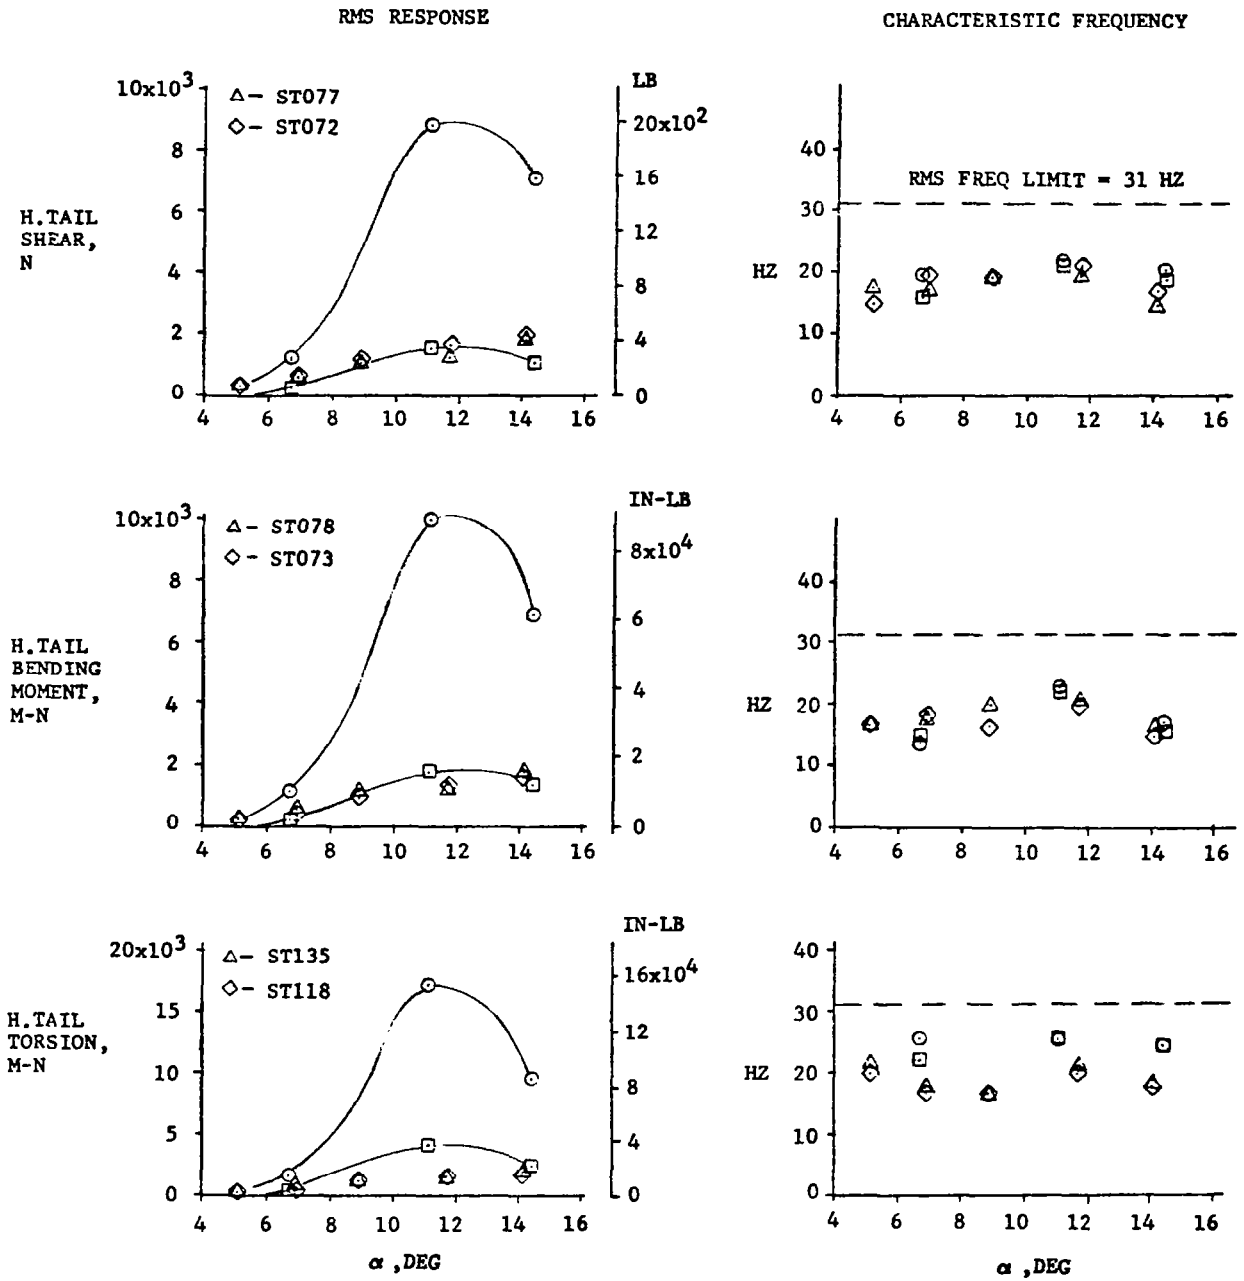 RMS RESPONSE
CHARACTERISTIC FREQUENCY
10x10³
LB
△- ST077
◇- ST072
20x10²
8
16
6
12
4
8
2
4
0
0
4 6 8 10 12 14 16
H.TAIL
SHEAR,
N
40
RMS FREQ LIMIT = 31 HZ
30
HZ
20
10
0
4 6 8 10 12 14 16
10x10³
IN-LB
△- ST078
◇- ST073
8x10⁴
8
6
6
4
4
2
2
0
0
4 6 8 10 12 14 16
H.TAIL
BENDING
MOMENT,
M-N
40
30
HZ
20
10
0
4 6 8 10 12 14 16
20x10³
IN-LB
△- ST135
◇- ST118
16x10⁴
15
12
10
8
5
4
0
0
4 6 8 10 12 14 16
H.TAIL
TORSION,
M-N
α ,DEG
40
30
HZ
20
10
0
4 6 8 10 12 14 16
α ,DEG